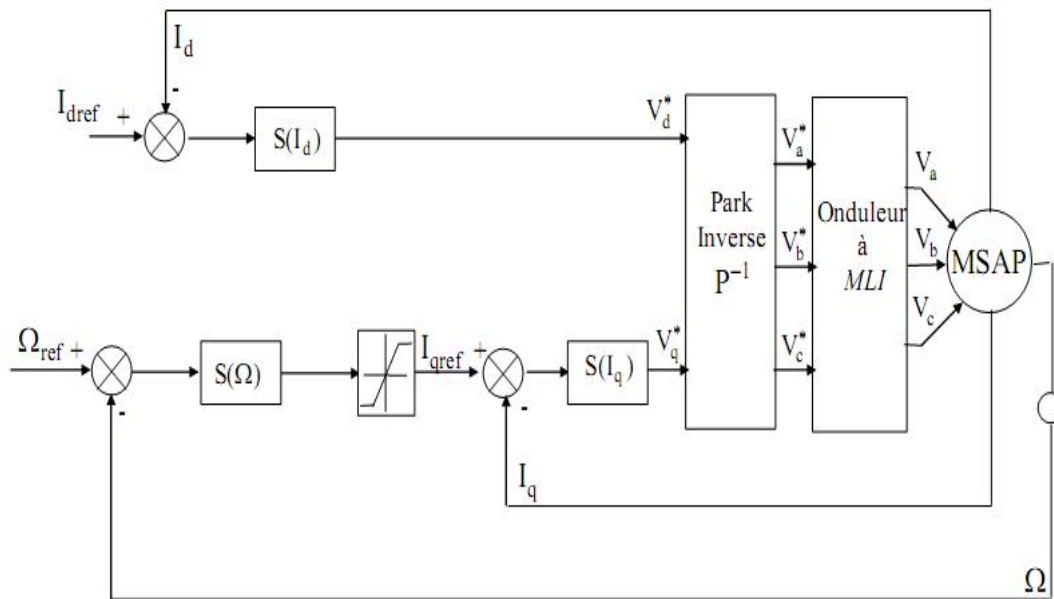 I_d
-
I_dref +
S(I_d)
V_d^*
Park
Inverse
P^{-1}
V_a^*
V_b^*
V_c^*
Onduleur
à
MLI
V_a
V_b
V_c
MSAP
Ω_ref +
-
S(Ω)
I_qref +
-
S(I_q)
V_q^*
I_q
Ω